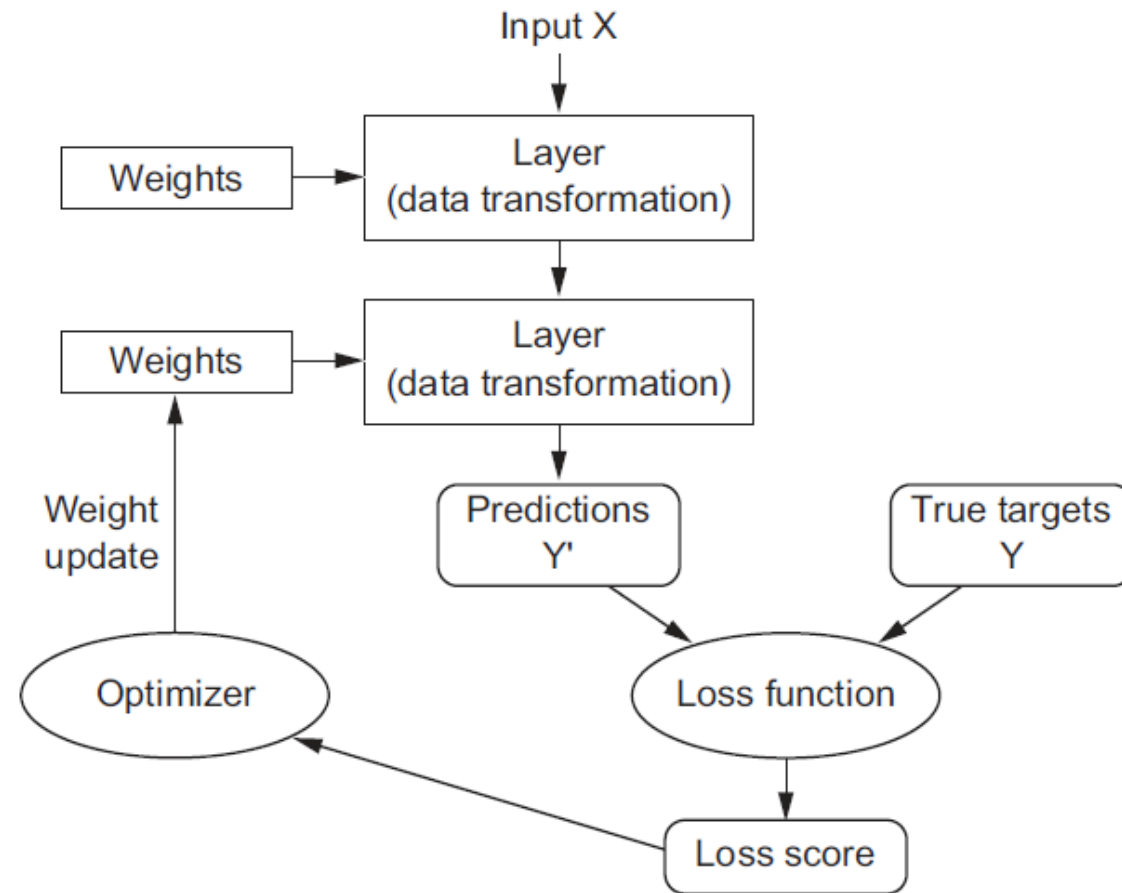 Input X
Layer
(data transformation)
Weights
Layer
(data transformation)
Weights
Weight
update
Predictions
Y'
True targets
Y
Optimizer
Loss function
Loss score